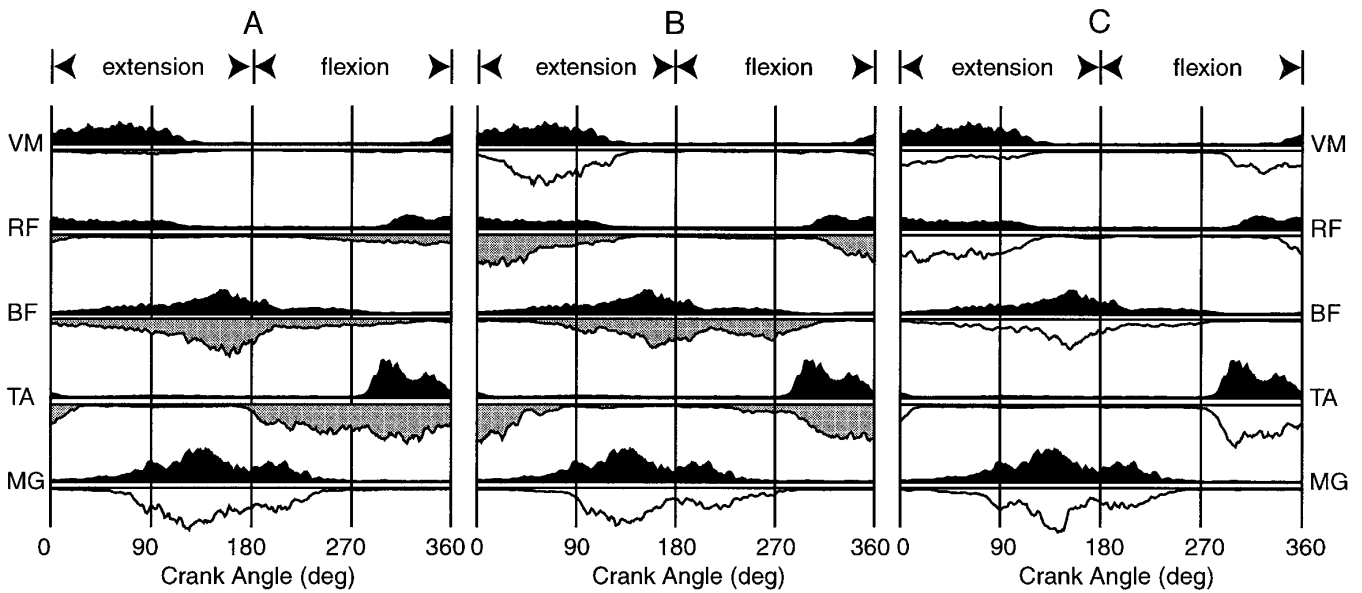 A B C
extension flexion extension flexion extension flexion
VM VM
RF RF
BF BF
TA TA
MG MG
0 90 180 270 360 0 90 180 270 360 0 90 180 270 360
Crank Angle (deg) Crank Angle (deg) Crank Angle (deg)